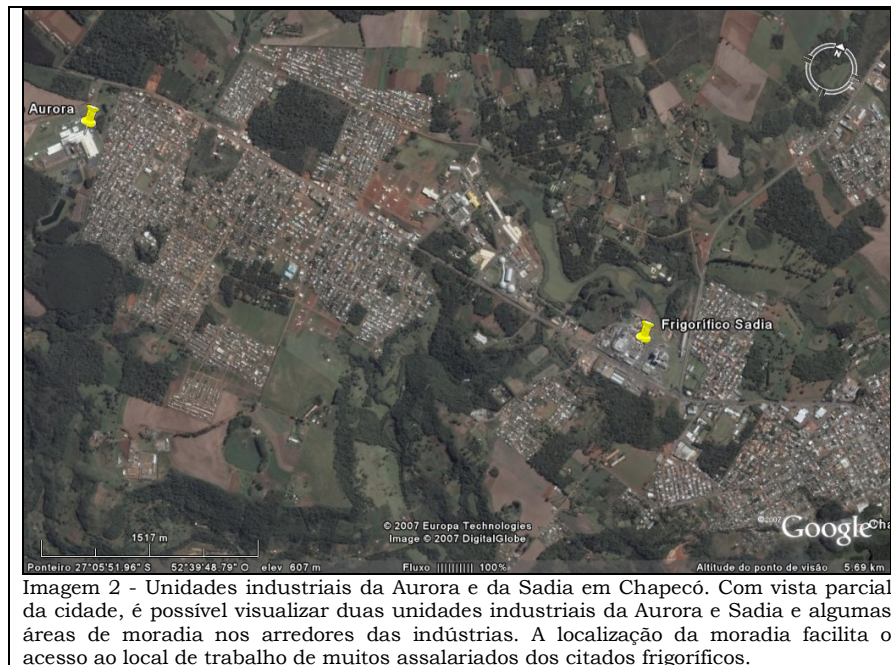 Aurora
N
Frigorífico Sadia
©2007 Google
Cha
© 2007 Europa Technologies
Image © 2007 DigitalGlobe
1517 m
Ponteiro 27°05'51.96" S 52°39'48.79" O elev 607 m Fluxo |||||||||| 100% Altitude do ponto de visão 5.69 km
Imagem 2 - Unidades industriais da Aurora e da Sadia em Chapecó. Com vista parcial
da cidade, é possível visualizar duas unidades industriais da Aurora e Sadia e algumas
áreas de moradia nos arredores das indústrias. A localização da moradia facilita o
acesso ao local de trabalho de muitos assalariados dos citados frigoríficos.